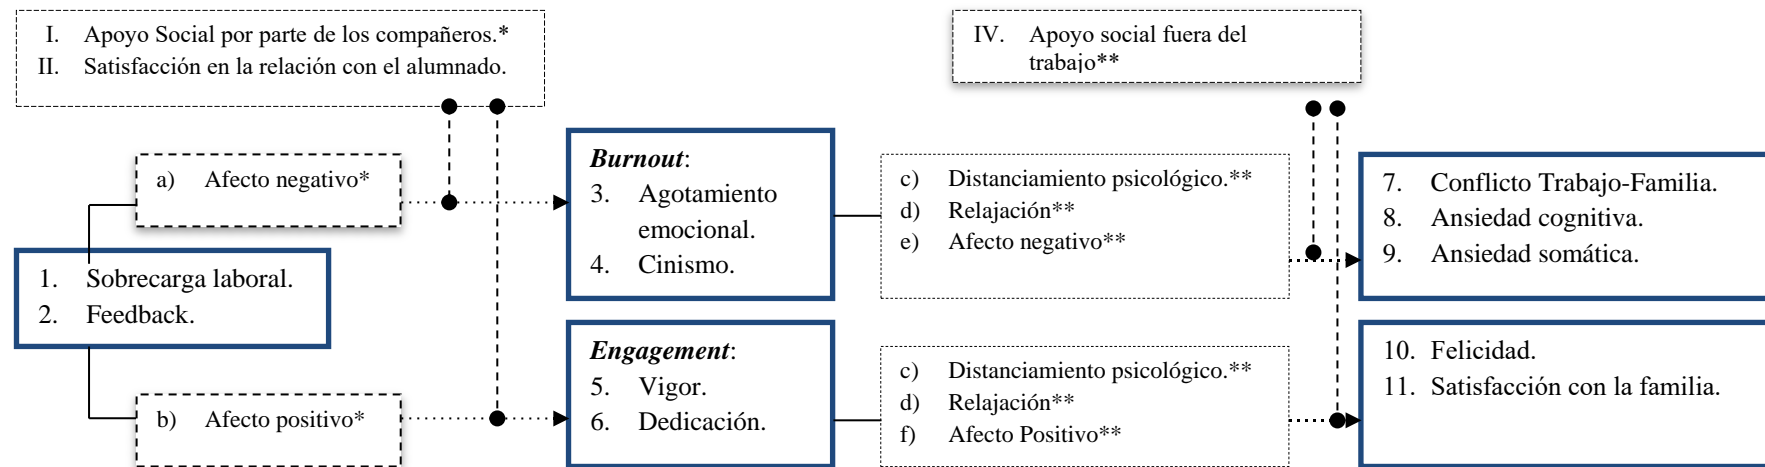 I. Apoyo Social por parte de los compañeros.*
II. Satisfacción en la relación con el alumnado.
IV. Apoyo social fuera del
trabajo**
a) Afecto negativo*
1. Sobrecarga laboral.
2. Feedback.
b) Afecto positivo*
Burnout:
3. Agotamiento
emocional.
4. Cinismo.
Engagement:
5. Vigor.
6. Dedicación.
c) Distanciamiento psicológico.**
d) Relajación**
e) Afecto negativo**
c) Distanciamiento psicológico.**
d) Relajación**
f) Afecto Positivo**
7. Conflicto Trabajo-Familia.
8. Ansiedad cognitiva.
9. Ansiedad somática.
10. Felicidad.
11. Satisfacción con la familia.